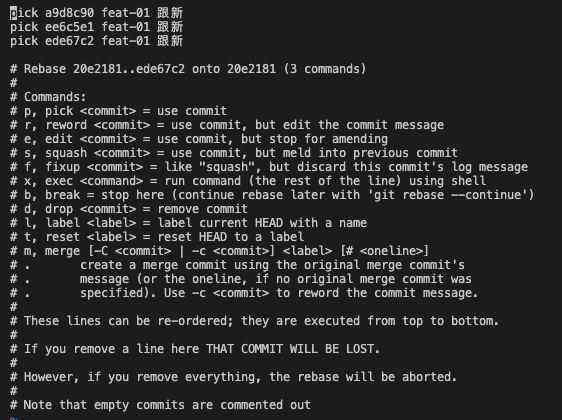 pick a9d8c90 feat-01 跟新
pick ee6c5e1 feat-01 跟新
pick ede67c2 feat-01 跟新

# Rebase 20e2181..ede67c2 onto 20e2181 (3 commands)
#
# Commands:
# p, pick <commit> = use commit
# r, reword <commit> = use commit, but edit the commit message
# e, edit <commit> = use commit, but stop for amending
# s, squash <commit> = use commit, but meld into previous commit
# f, fixup <commit> = like "squash", but discard this commit's log message
# x, exec <command> = run command (the rest of the line) using shell
# b, break = stop here (continue rebase later with 'git rebase --continue')
# d, drop <commit> = remove commit
# l, label <label> = label current HEAD with a name
# t, reset <label> = reset HEAD to a label
# m, merge [-C <commit> | -c <commit>] <label> [# <oneline>]
# .       create a merge commit using the original merge commit's
# .       message (or the oneline, if no original merge commit was
# .       specified). Use -c <commit> to reword the commit message.
#
# These lines can be re-ordered; they are executed from top to bottom.
#
# If you remove a line here THAT COMMIT WILL BE LOST.
#
# However, if you remove everything, the rebase will be aborted.
#
# Note that empty commits are commented out
~